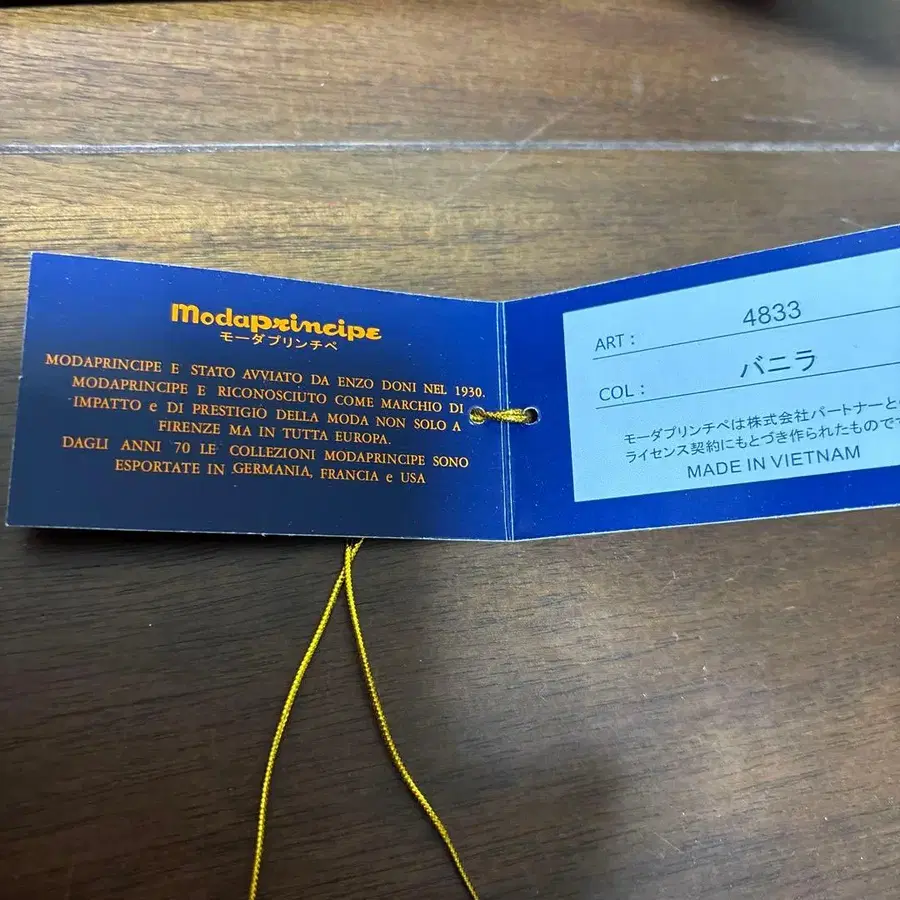 Modaprincipe
モーダプリンチペ
MODAPRINCIPE E STATO AVVIATO DA ENZO DONI NEL 1930.
MODAPRINCIPE E RICONOSCIUTO COME MARCHIO DI
IMPATTO e DI PRESTIGIO DELLA MODA NON SOLO A
FIRENZE MA IN TUTTA EUROPA.
DAGLI ANNI 70 LE COLLEZIONI MODAPRINCIPE SONO
ESPORTATE IN GERMANIA, FRANCIA e USA
ART : 4833
COL : バニラ
モーダプリンチペは株式会社パートナーと
ライセンス契約にもとづき作られたものです
MADE IN VIETNAM